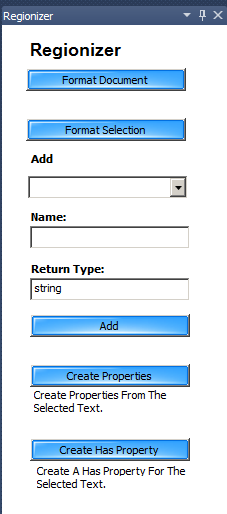 Regionizer
Regionizer
Format Document
Format Selection
Add
Name:
Return Type:
string
Add
Create Properties
Create Properties From The
Selected Text.
Create Has Property
Create A Has Property For The
Selected Text.